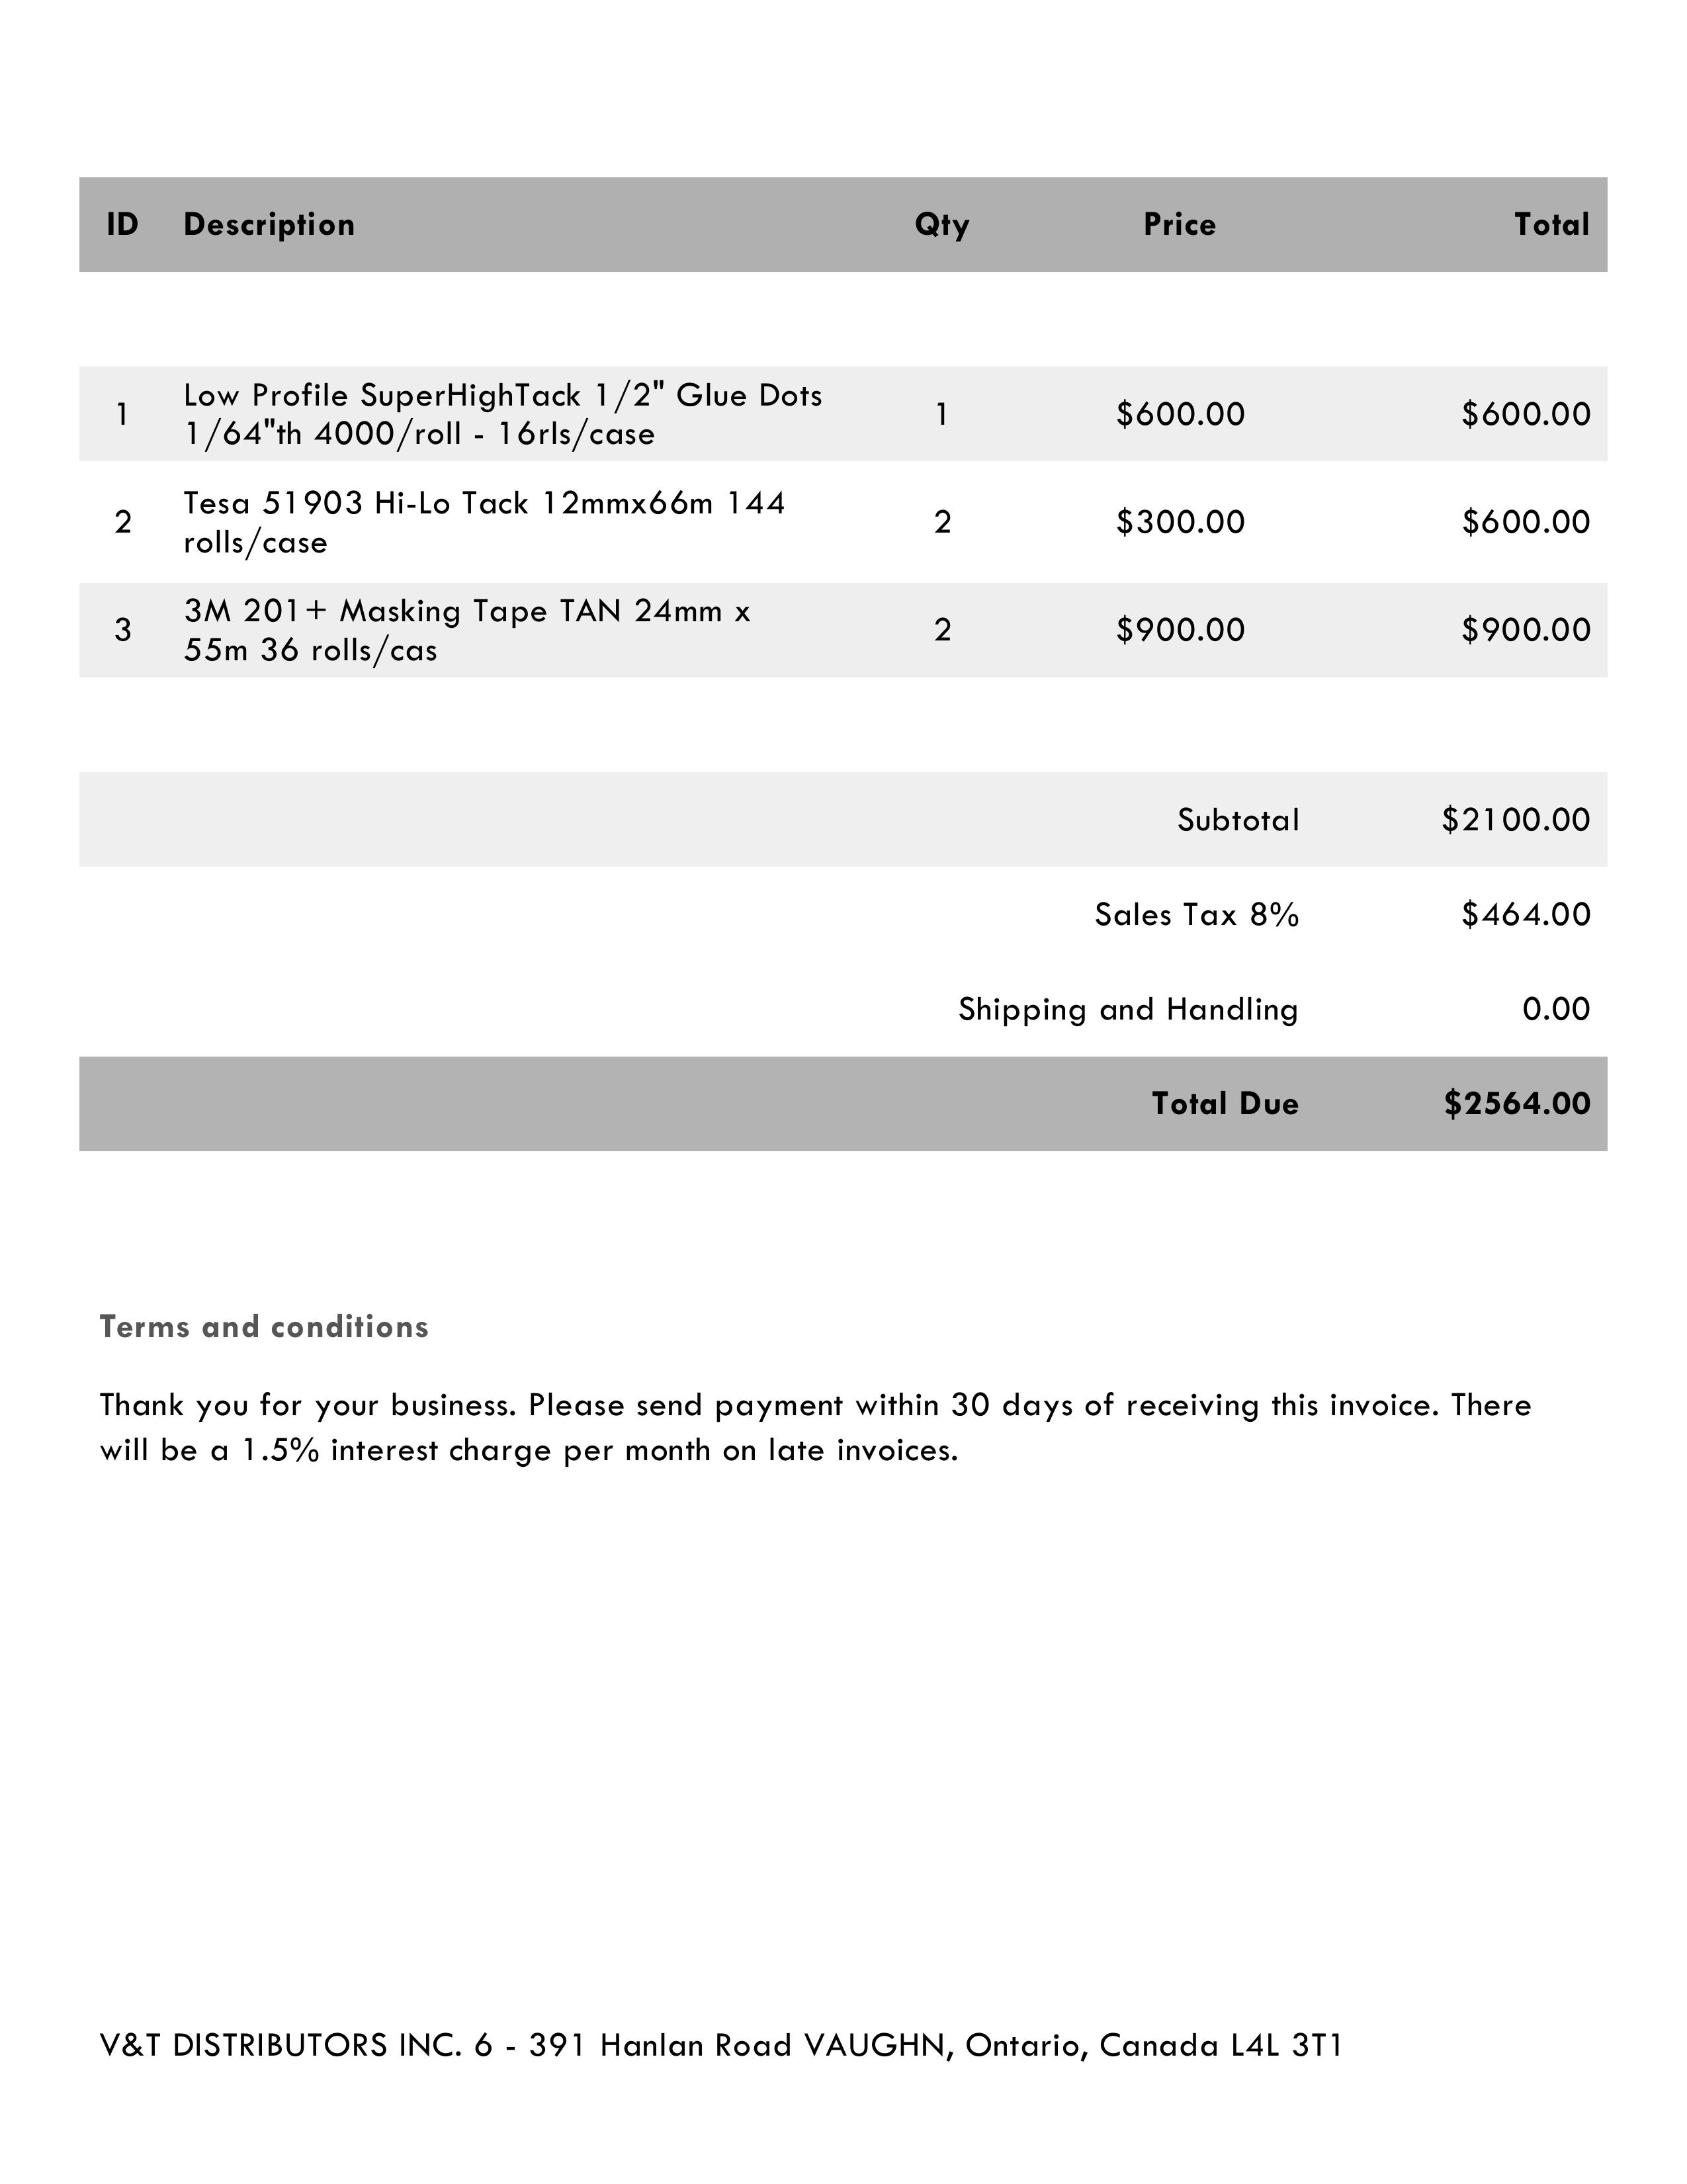 ID Description Qty Price Total
Low Profile SuperHighTack 1/2" Glue Dots
1 1/64"th 4000/roll - 16rls/case 1 $600.00 $600.00
Tesa 51903 Hi-Lo Tack 12mmx66m 144
2 rolls/case 2 $300.00 $600.00
3M 201+ Masking Tape TAN 24mm x
3 55m 36 rolls/cas 2 $900.00 $900.00
Subtotal $2100.00
Sales Tax 8% $464.00
Shipping and Handling 0.00
Total Due $2564.00
Terms and conditions
Thank you for your business. Please send payment within 30 days of receiving this invoice. There
will be a 1.5% interest charge per month on late invoices.
V&T DISTRIBUTORS INC. 6 - 391 Hanlan Road VAUGHN, Ontario, Canada L4L 3T1